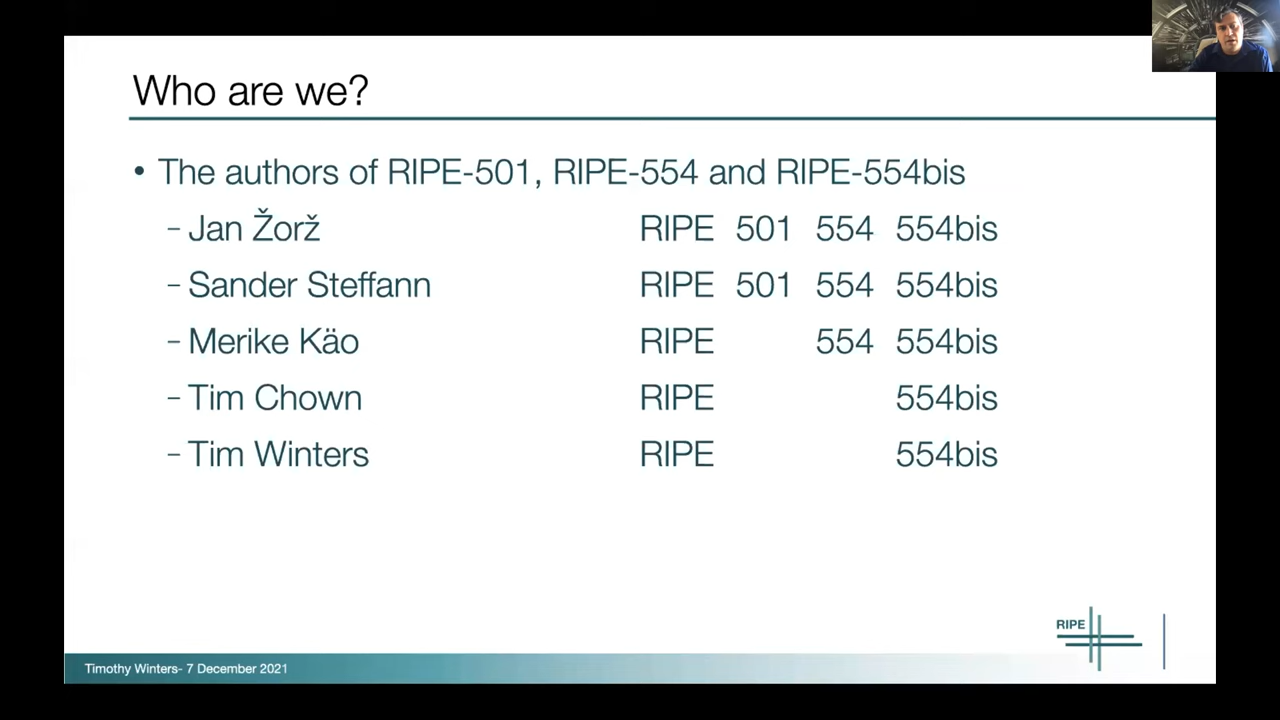 Who are we?
• The authors of RIPE-501, RIPE-554 and RIPE-554bis
- Jan Žorž RIPE 501 554 554bis
- Sander Steffann RIPE 501 554 554bis
- Merike Käo RIPE 554 554bis
- Tim Chown RIPE 554bis
- Tim Winters RIPE 554bis
RIPE
Timothy Winters- 7 December 2021